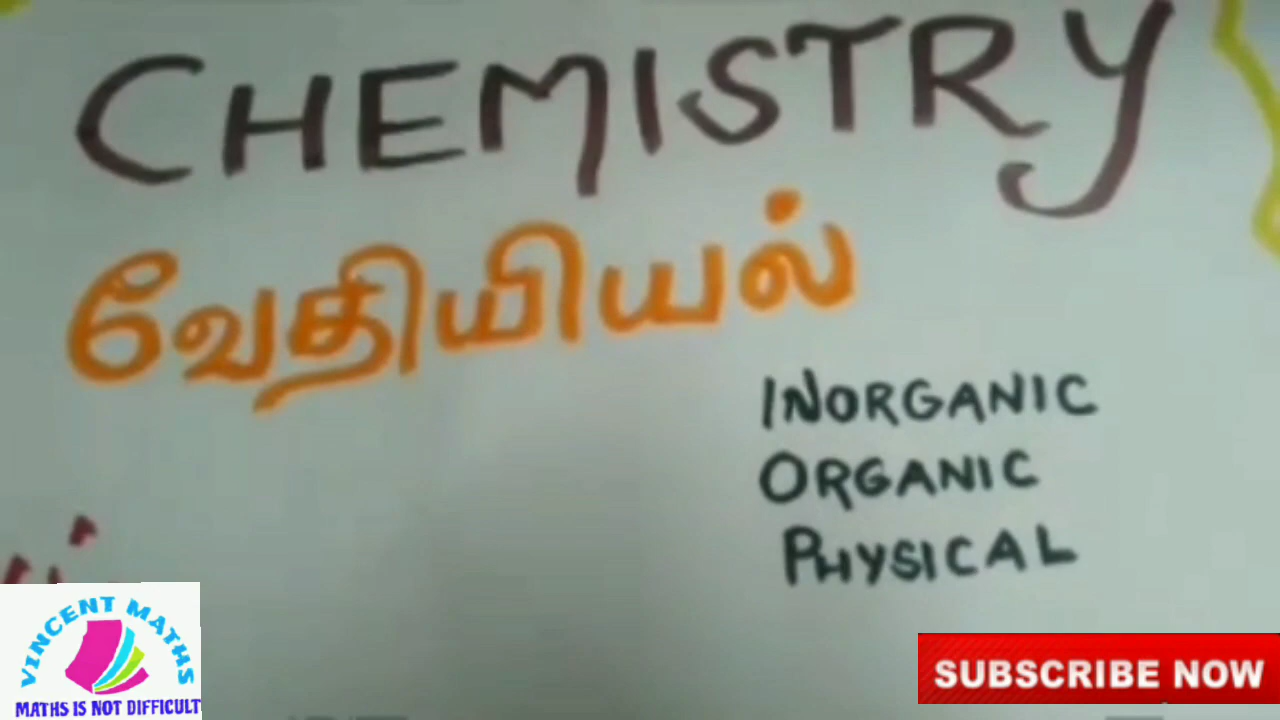 CHEMISTRY
வேதியியல்
INORGANIC
ORGANIC
PHYSICAL
VINCENT MATHS
MATHS IS NOT DIFFICULT
SUBSCRIBE NOW